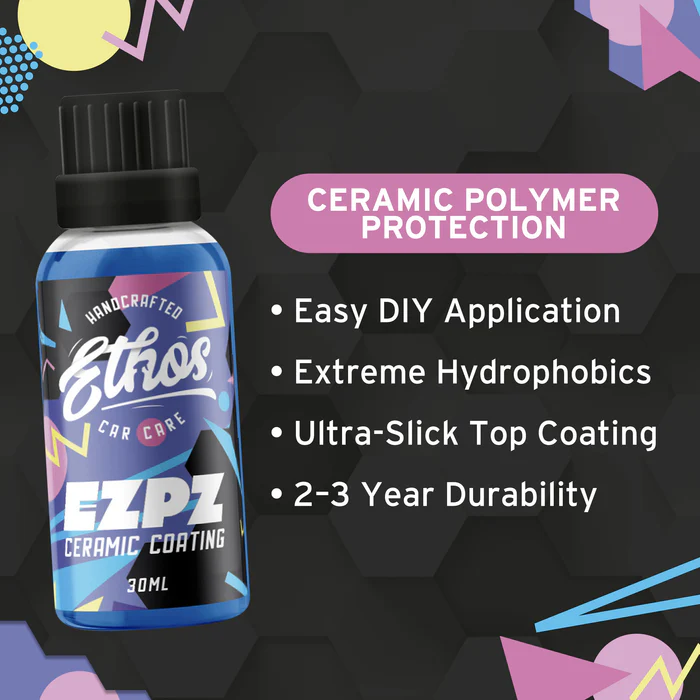 HANDCRAFTED
Ethos
CAR CARE
EZPZ
CERAMIC COATING
30ML
CERAMIC POLYMER
PROTECTION
• Easy DIY Application
• Extreme Hydrophobics
• Ultra-Slick Top Coating
• 2–3 Year Durability